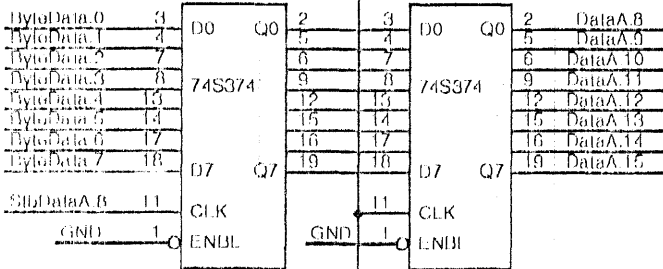 ByteData.0 3 D0 Q0 2 3 D0 Q0 2 DataA.8
ByteData.1 4 5 4 5 DataA.9
ByteData.2 7 6 7 6 DataA.10
ByteData.3 8 74S374 9 8 74S374 9 DataA.11
ByteData.4 13 12 13 12 DataA.12
ByteData.5 14 15 14 15 DataA.13
ByteData.6 17 16 17 16 DataA.14
ByteData.7 18 D7 Q7 19 18 D7 Q7 19 DataA.15
StbDataA.B 11 CLK 11 CLK
GND 1 ENBL GND 1 ENBL